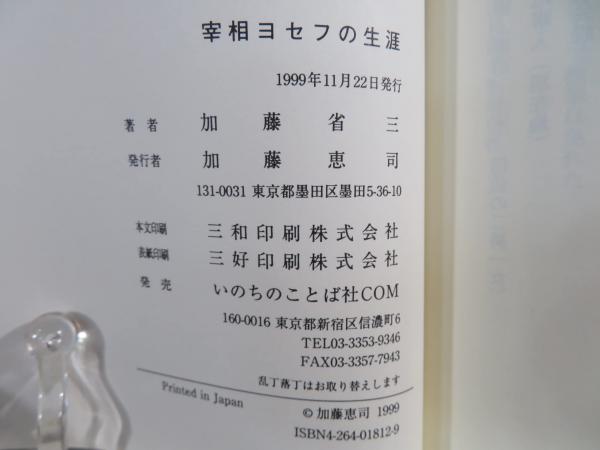 宰相ヨセフの生涯
1999年11月22日発行
著者 加藤省三
発行者 加藤恵司
131-0031 東京都墨田区墨田5-36-10
本文印刷 三和印刷株式会社
表紙印刷 三好印刷株式会社
発売 いのちのことば社COM
160-0016 東京都新宿区信濃町6
TEL03-3353-9346
FAX03-3357-7943
乱丁落丁はお取り替えします
Printed in Japan
© 加藤恵司 1999
ISBN4-264-01812-9